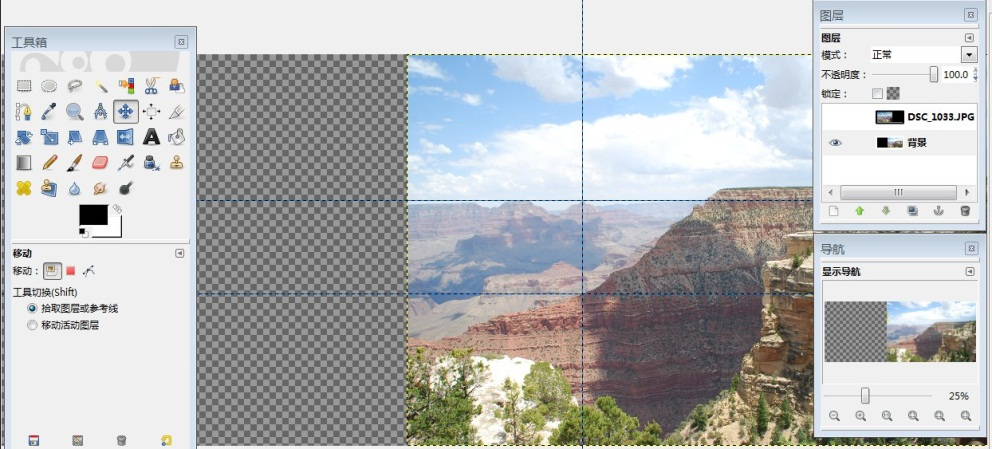 工具箱
移动
移动：
工具切换(Shift)
拾取图层或参考线
移动活动图层
图层
图层
模式： 正常
不透明度： 100.0
锁定：
DSC_1033.JPG
背景
导航
显示导航
25%